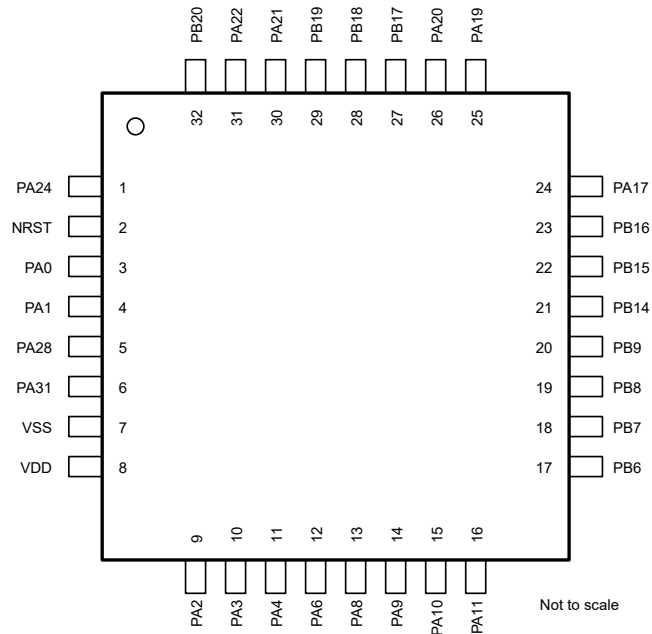 PB20 PA22 PA21 PB19 PB18 PB17 PA20 PA19
32 31 30 29 28 27 26 25
PA24 1 24 PA17
NRST 2 23 PB16
PA0 3 22 PB15
PA1 4 21 PB14
PA28 5 20 PB9
PA31 6 19 PB8
VSS 7 18 PB7
VDD 8 17 PB6
9 10 11 12 13 14 15 16
PA2 PA3 PA4 PA6 PA8 PA9 PA10 PA11
Not to scale